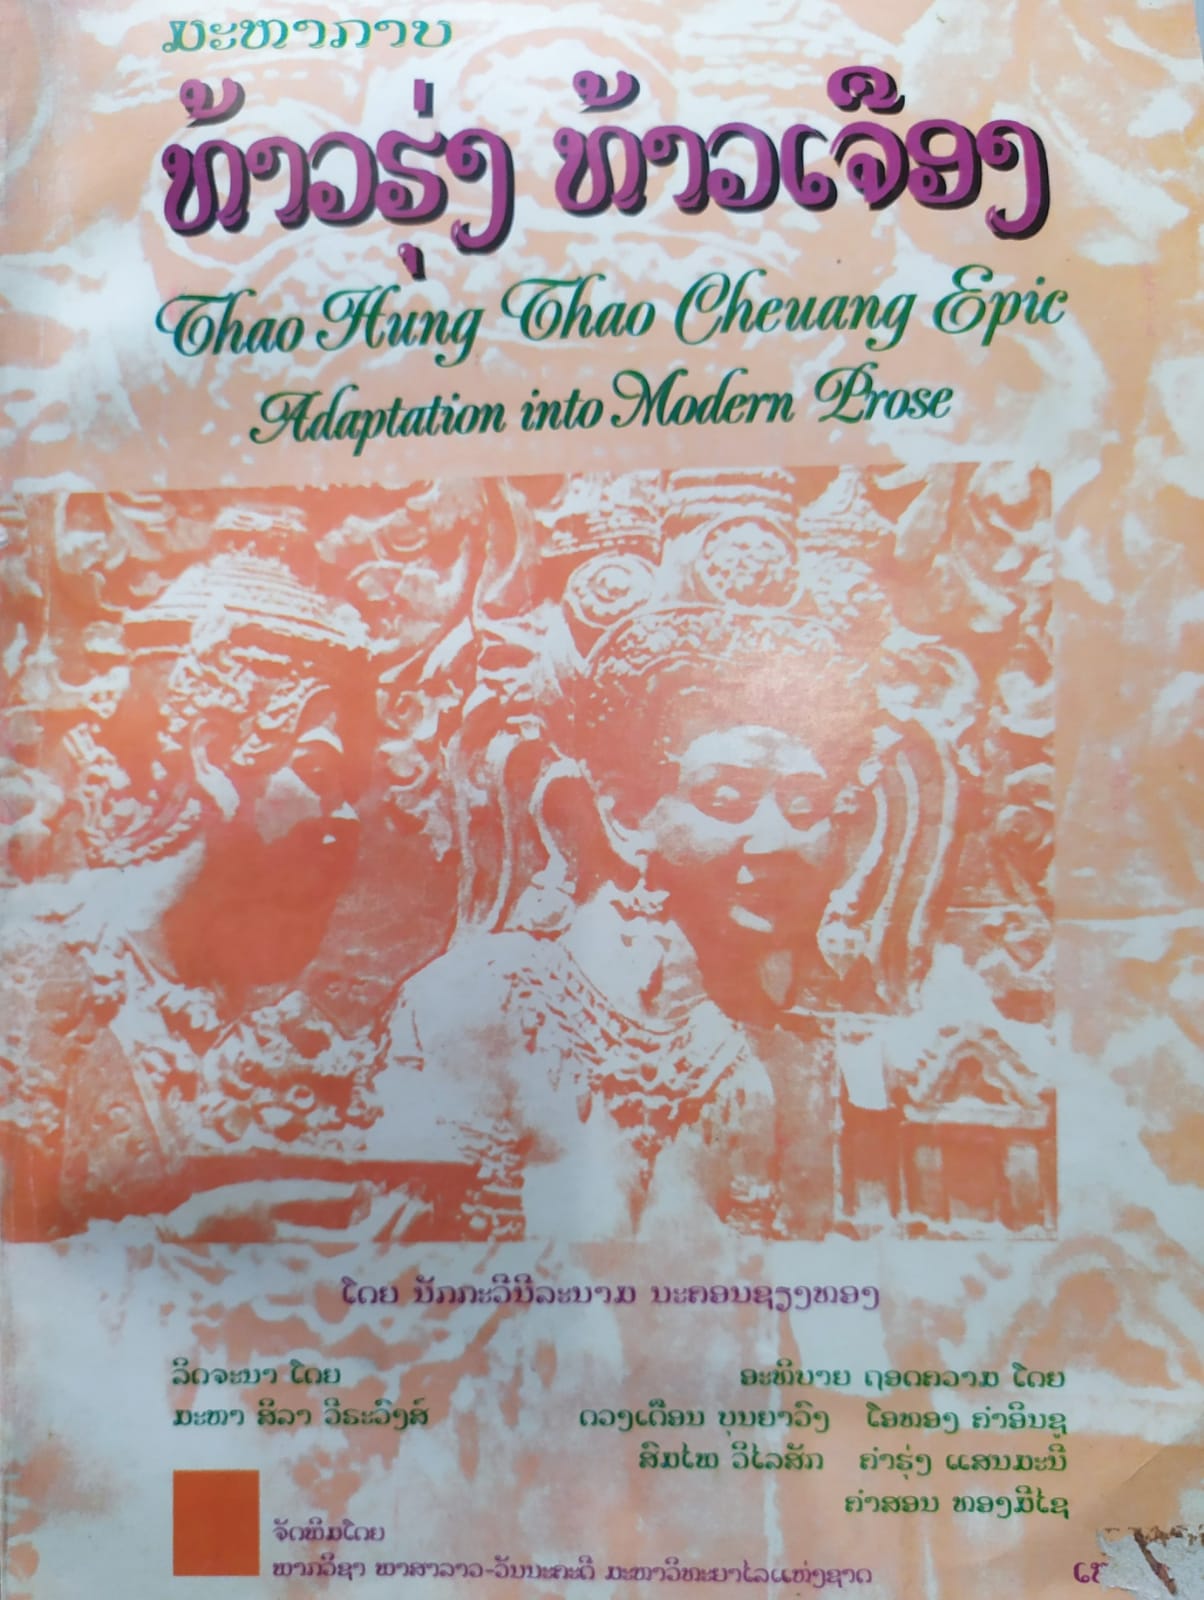 ມະຫາກາບ
ທ້າວຮຸ່ງ ທ້າວເຈືອງ
Thao Hung Thao Cheuang Epic
Adaptation into Modern Prose
ໂດຍ ນັກກະວີນີລະນາມ ນະຄອນຊຽງທອງ
ລິດຈະນາ ໂດຍ
ມະຫາ ສິລາ ວີຣະວົງສ໌
ອະທິບາຍ ຖອດຄວາມ ໂດຍ
ດວງເດືອນ ບຸນຍາວົງ ໂອທອງ ຄຳອິນຊູ
ສົມໄພ ວິໄລສັກ ຄຳຮຸ່ງ ແສນມະນີ
ຄຳສອນ ທອງມີໄຊ
ຈັດພິມໂດຍ
ພາກວິຊາ ພາສາລາວ-ວັນນະຄະດີ ມະຫາວິທະຍາໄລແຫ່ງຊາດ